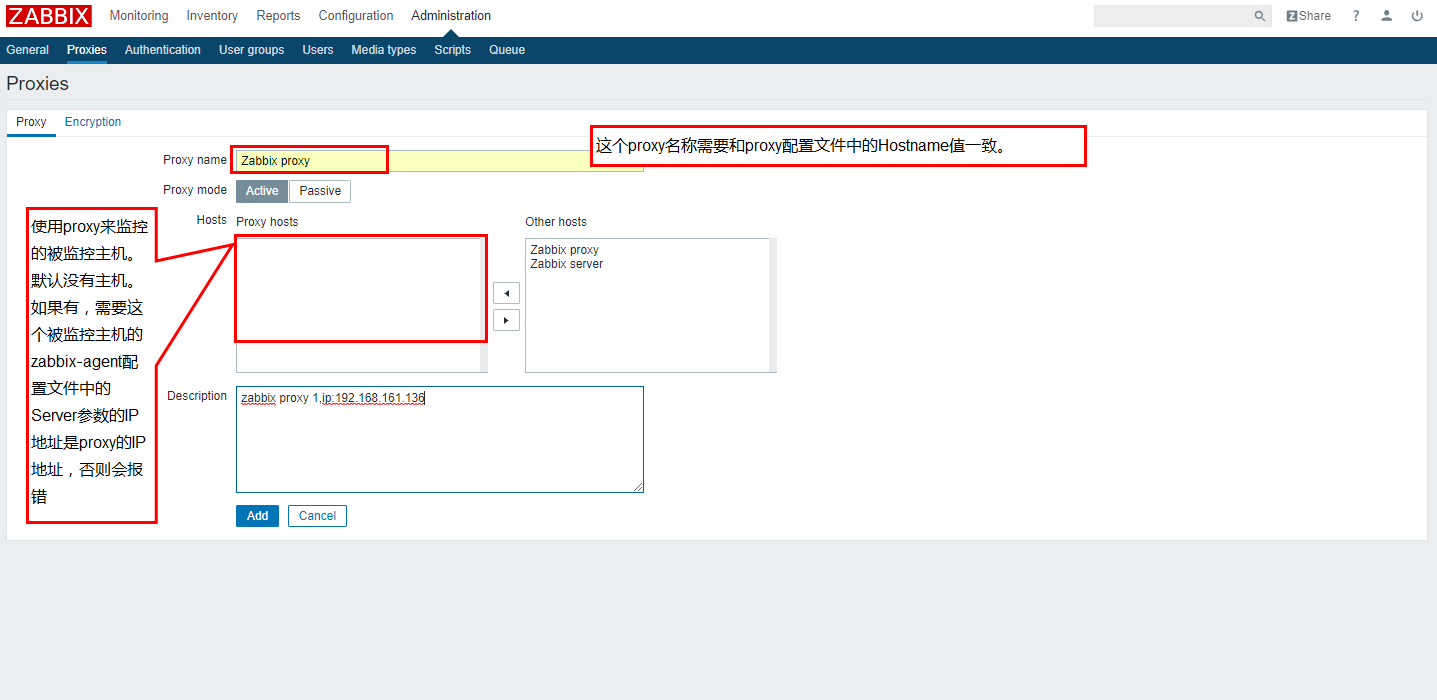 ZABBIX Monitoring Inventory Reports Configuration Administration Share ?
General Proxies Authentication User groups Users Media types Scripts Queue
Proxies
Proxy Encryption
这个proxy名称需要和proxy配置文件中的Hostname值一致。
Proxy name Zabbix proxy
Proxy mode Active Passive
Hosts Proxy hosts Other hosts
Zabbix proxy
Zabbix server
使用proxy来监控
的被监控主机。
默认没有主机。
如果有，需要这
个被监控主机的
zabbix-agent配
置文件中的
Server参数的IP
地址是proxy的IP
地址，否则会报
错
Description zabbix proxy 1,ip:192.168.161.136
Add Cancel